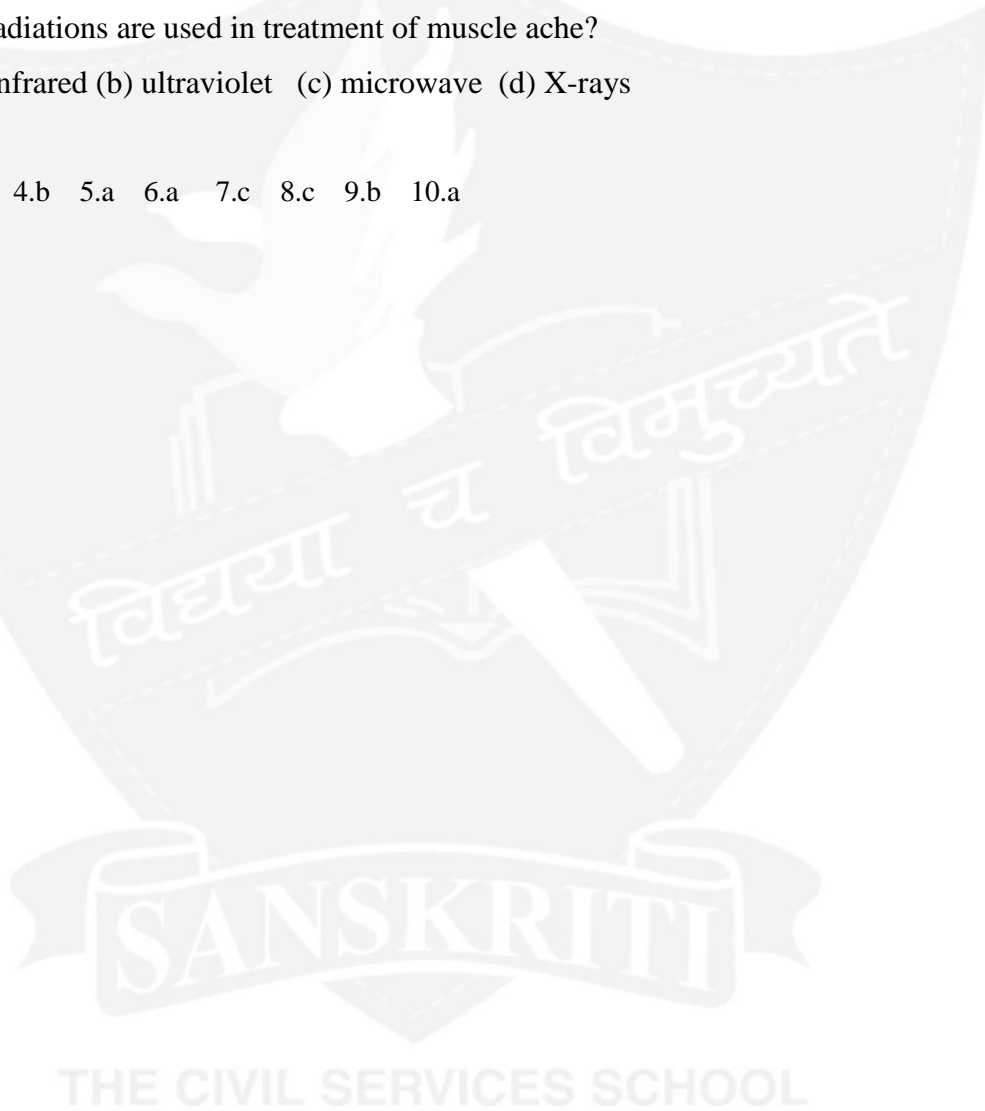 adiations are used in treatment of muscle ache?
nfrared (b) ultraviolet (c) microwave (d) X-rays
4.b 5.a 6.a 7.c 8.c 9.b 10.a
विद्यया च विमुच्यते
SANSKRITI
THE CIVIL SERVICES SCHOOL